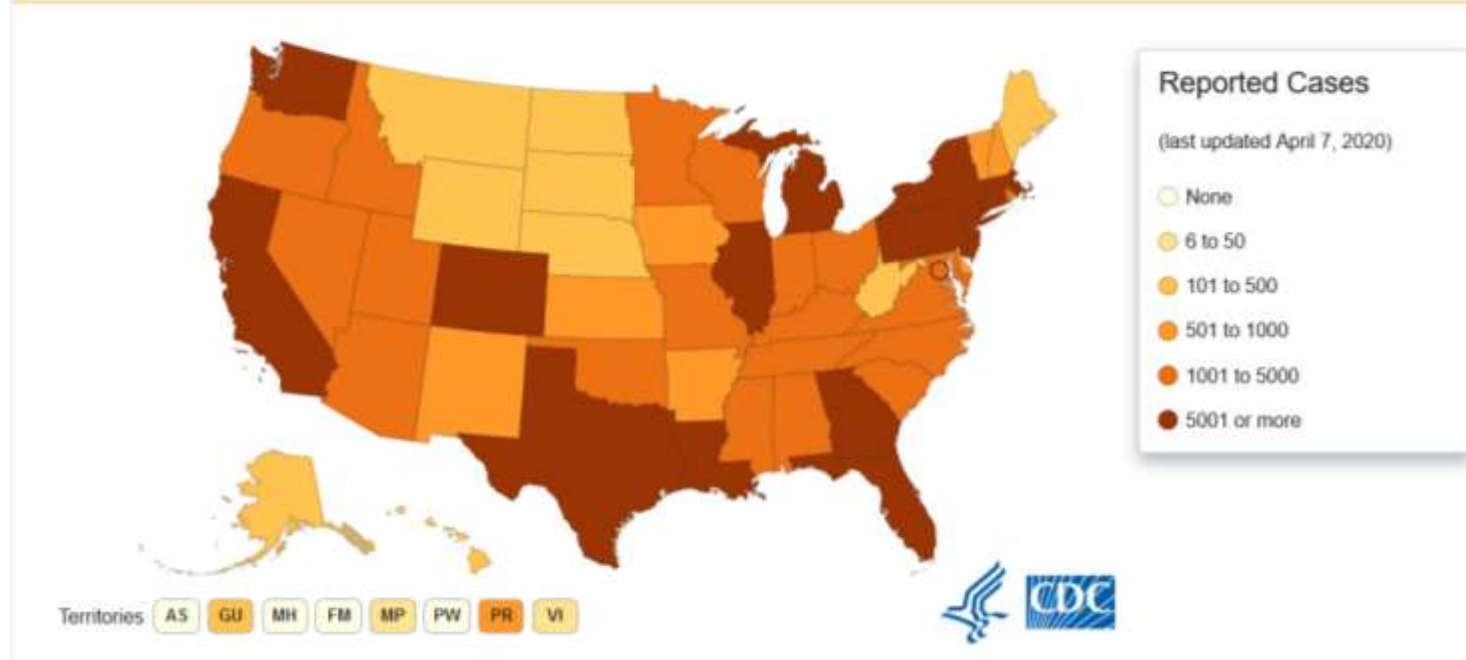 Reported Cases
(last updated April 7, 2020)
None
6 to 50
101 to 500
501 to 1000
1001 to 5000
5001 or more
Territories AS GU MH FM MP PW PR VI
CDC